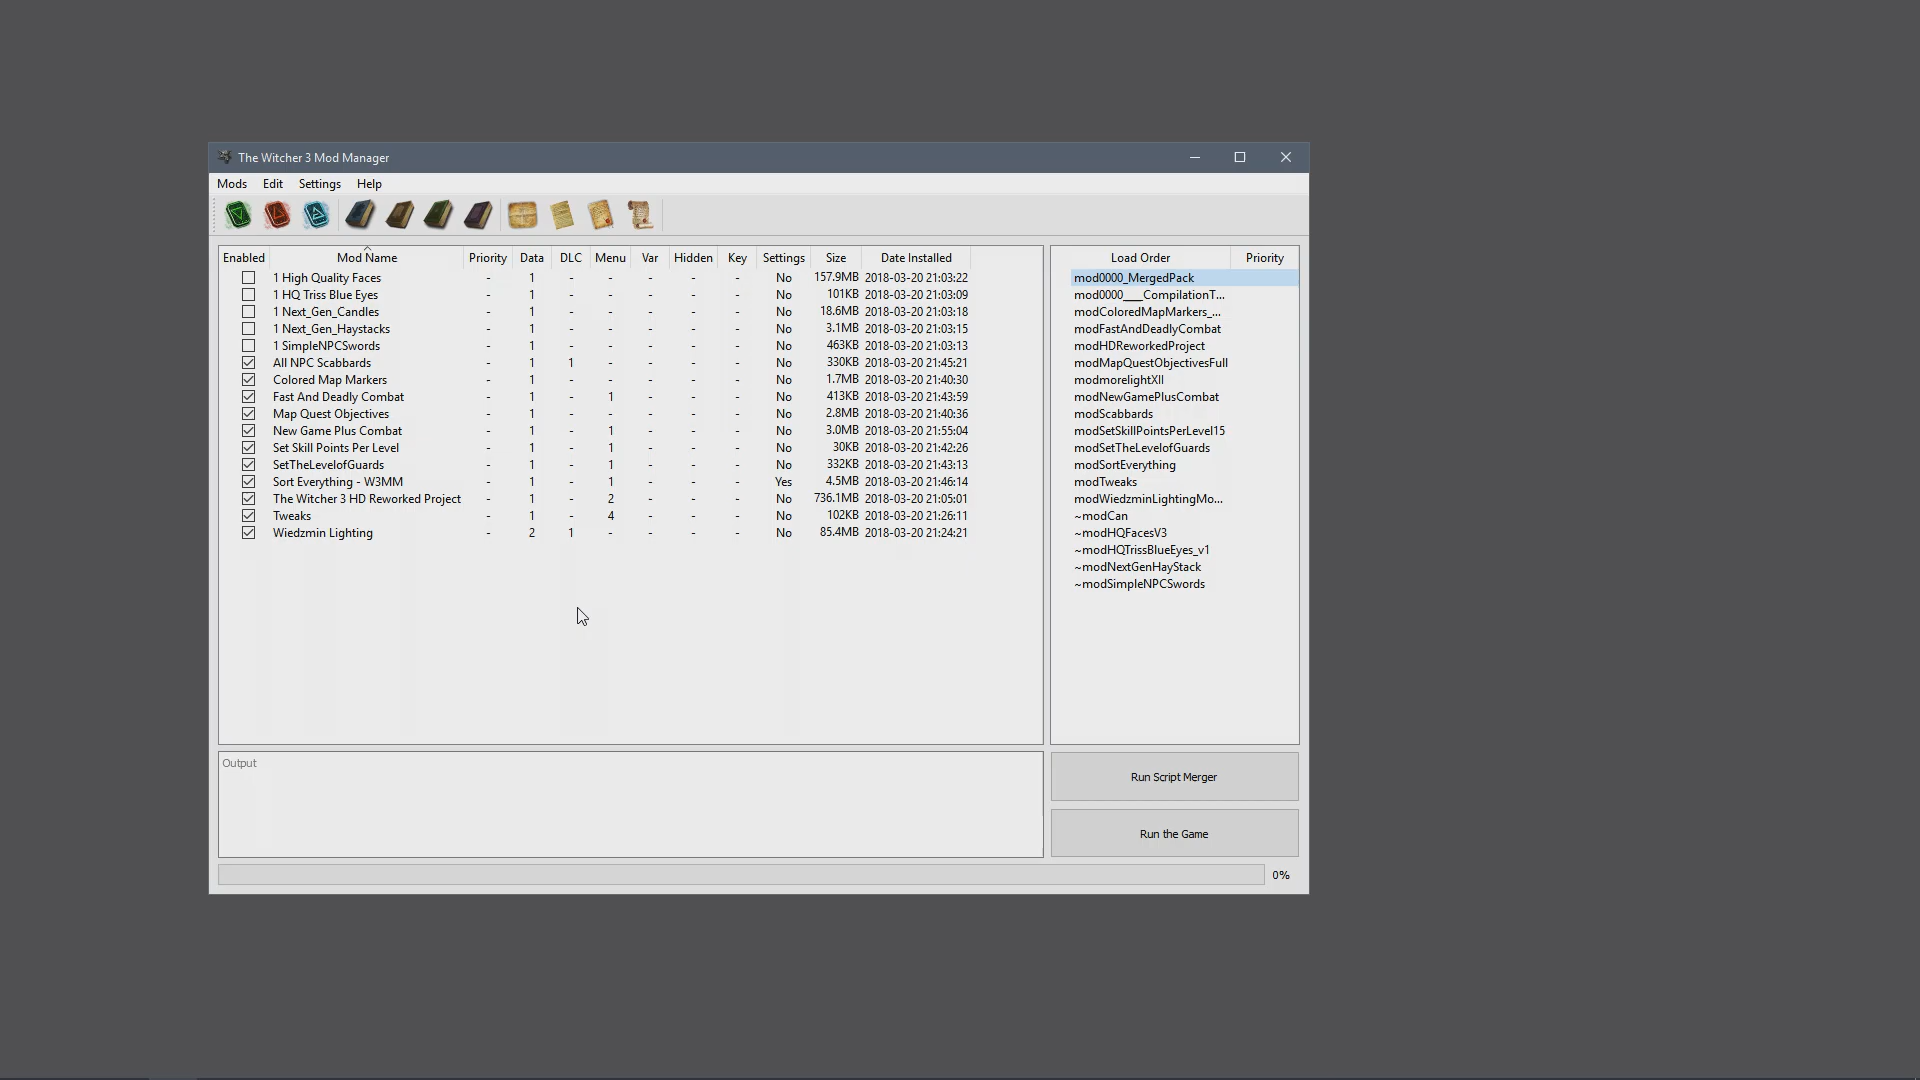 The Witcher 3 Mod Manager
Mods Edit Settings Help
Enabled Mod Name Priority Data DLC Menu Var Hidden Key Settings Size Date Installed
1 High Quality Faces - 1 - - - - - No 157.9MB 2018-03-20 21:03:22
1 HQ Triss Blue Eyes - 1 - - - - - No 101KB 2018-03-20 21:03:09
1 Next_Gen_Candles - 1 - - - - - No 18.6MB 2018-03-20 21:03:18
1 Next_Gen_Haystacks - 1 - - - - - No 3.1MB 2018-03-20 21:03:15
1 SimpleNPCSwords - 1 - - - - - No 463KB 2018-03-20 21:03:13
All NPC Scabbards - 1 1 - - - - No 330KB 2018-03-20 21:45:21
Colored Map Markers - 1 - - - - - No 1.7MB 2018-03-20 21:40:30
Fast And Deadly Combat - 1 - 1 - - - No 413KB 2018-03-20 21:43:59
Map Quest Objectives - 1 - - - - - No 2.8MB 2018-03-20 21:40:36
New Game Plus Combat - 1 - 1 - - - No 3.0MB 2018-03-20 21:55:04
Set Skill Points Per Level - 1 - 1 - - - No 30KB 2018-03-20 21:42:26
SetTheLevelofGuards - 1 - 1 - - - No 332KB 2018-03-20 21:43:13
Sort Everything - W3MM - 1 - 1 - - - Yes 4.5MB 2018-03-20 21:46:14
The Witcher 3 HD Reworked Project - 1 - 2 - - - No 736.1MB 2018-03-20 21:05:01
Tweaks - 1 - 4 - - - No 102KB 2018-03-20 21:26:11
Wiedzmin Lighting - 2 1 - - - - No 85.4MB 2018-03-20 21:24:21
Load Order Priority
mod0000_MergedPack
mod0000___CompilationT...
modColoredMapMarkers_...
modFastAndDeadlyCombat
modHDReworkedProject
modMapQuestObjectivesFull
modmorelightXII
modNewGamePlusCombat
modScabbards
modSetSkillPointsPerLevel15
modSetTheLevelofGuards
modSortEverything
modTweaks
modWiedzminLightingMo...
~modCan
~modHQFacesV3
~modHQTrissBlueEyes_v1
~modNextGenHayStack
~modSimpleNPCSwords
Output
Run Script Merger
Run the Game
0%